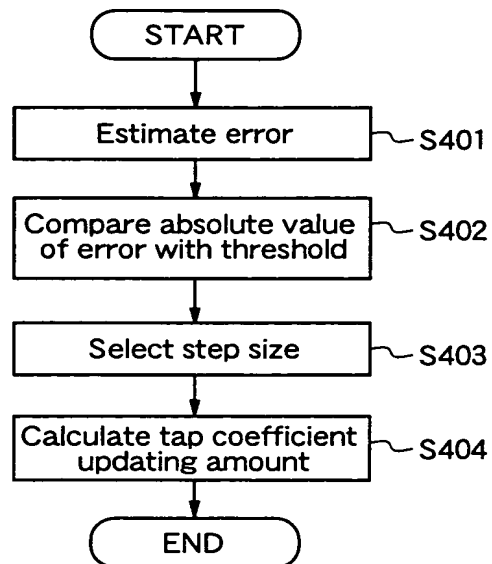 START
Estimate error
S401
Compare absolute value
of error with threshold
S402
Select step size
S403
Calculate tap coefficient
updating amount
S404
END